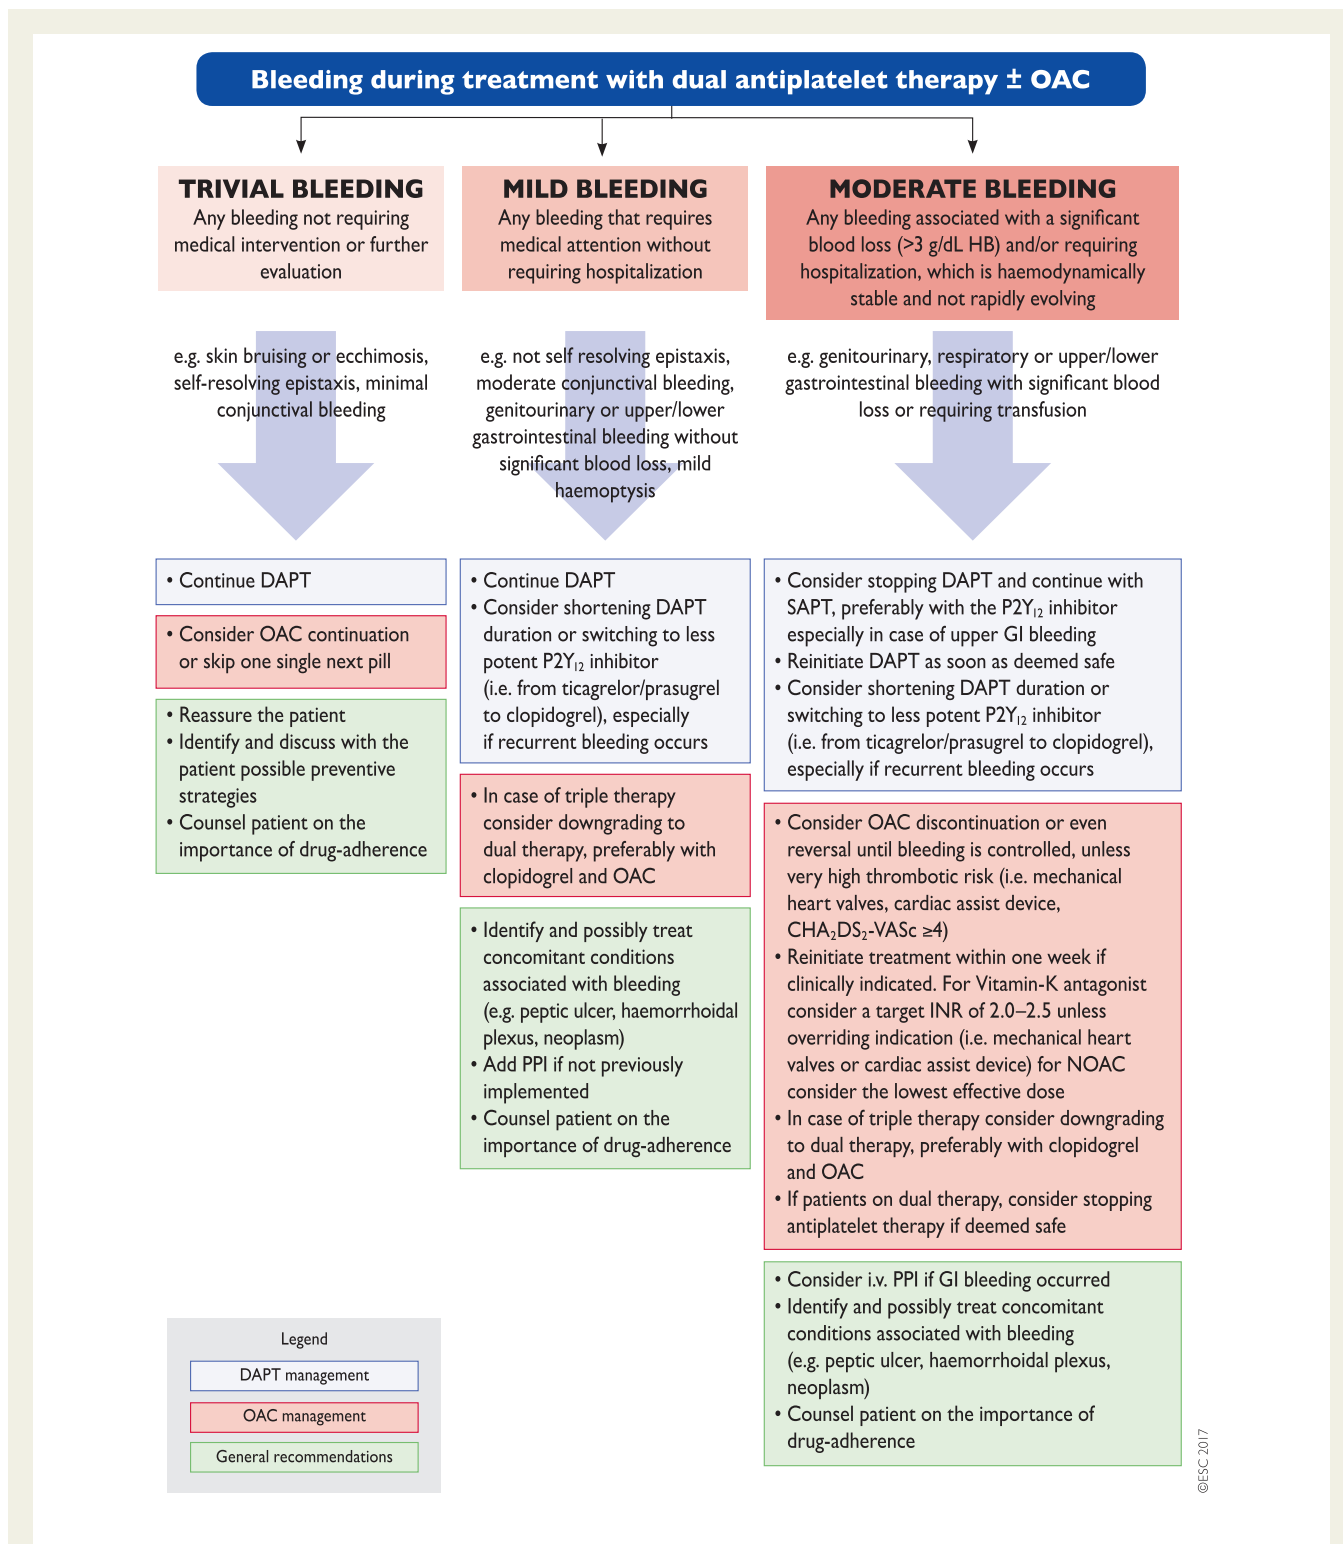 Bleeding during treatment with dual antiplatelet therapy ± OAC
TRIVIAL BLEEDING
Any bleeding not requiring
medical intervention or further
evaluation
e.g. skin bruising or ecchimosis,
self-resolving epistaxis, minimal
conjunctival bleeding
• Continue DAPT
• Consider OAC continuation
or skip one single next pill
• Reassure the patient
• Identify and discuss with the
patient possible preventive
strategies
• Counsel patient on the
importance of drug-adherence
MILD BLEEDING
Any bleeding that requires
medical attention without
requiring hospitalization
e.g. not self resolving epistaxis,
moderate conjunctival bleeding,
genitourinary or upper/lower
gastrointestinal bleeding without
significant blood loss, mild
haemoptysis
• Continue DAPT
• Consider shortening DAPT
duration or switching to less
potent P2Y₁₂ inhibitor
(i.e. from ticagrelor/prasugrel
to clopidogrel), especially
if recurrent bleeding occurs
• In case of triple therapy
consider downgrading to
dual therapy, preferably with
clopidogrel and OAC
• Identify and possibly treat
concomitant conditions
associated with bleeding
(e.g. peptic ulcer, haemorrhoidal
plexus, neoplasm)
• Add PPI if not previously
implemented
• Counsel patient on the
importance of drug-adherence
MODERATE BLEEDING
Any bleeding associated with a significant
blood loss (>3 g/dL HB) and/or requiring
hospitalization, which is haemodynamically
stable and not rapidly evolving
e.g. genitourinary, respiratory or upper/lower
gastrointestinal bleeding with significant blood
loss or requiring transfusion
• Consider stopping DAPT and continue with
SAPT, preferably with the P2Y₁₂ inhibitor
especially in case of upper GI bleeding
• Reinitiate DAPT as soon as deemed safe
• Consider shortening DAPT duration or
switching to less potent P2Y₁₂ inhibitor
(i.e. from ticagrelor/prasugrel to clopidogrel),
especially if recurrent bleeding occurs
• Consider OAC discontinuation or even
reversal until bleeding is controlled, unless
very high thrombotic risk (i.e. mechanical
heart valves, cardiac assist device,
CHA₂DS₂-VASc ≥4)
• Reinitiate treatment within one week if
clinically indicated. For Vitamin-K antagonist
consider a target INR of 2.0–2.5 unless
overriding indication (i.e. mechanical heart
valves or cardiac assist device) for NOAC
consider the lowest effective dose
• In case of triple therapy consider downgrading
to dual therapy, preferably with clopidogrel
and OAC
• If patients on dual therapy, consider stopping
antiplatelet therapy if deemed safe
• Consider i.v. PPI if GI bleeding occurred
• Identify and possibly treat concomitant
conditions associated with bleeding
(e.g. peptic ulcer, haemorrhoidal plexus,
neoplasm)
• Counsel patient on the importance of
drug-adherence
Legend
DAPT management
OAC management
General recommendations
©ESC 2017